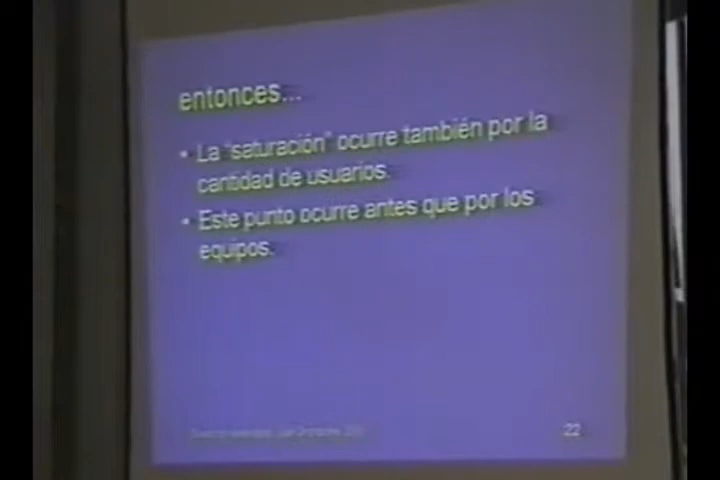 entonces...
• La "saturación" ocurre también por la
cantidad de usuarios.
• Este punto ocurre antes que por los
equipos.
22